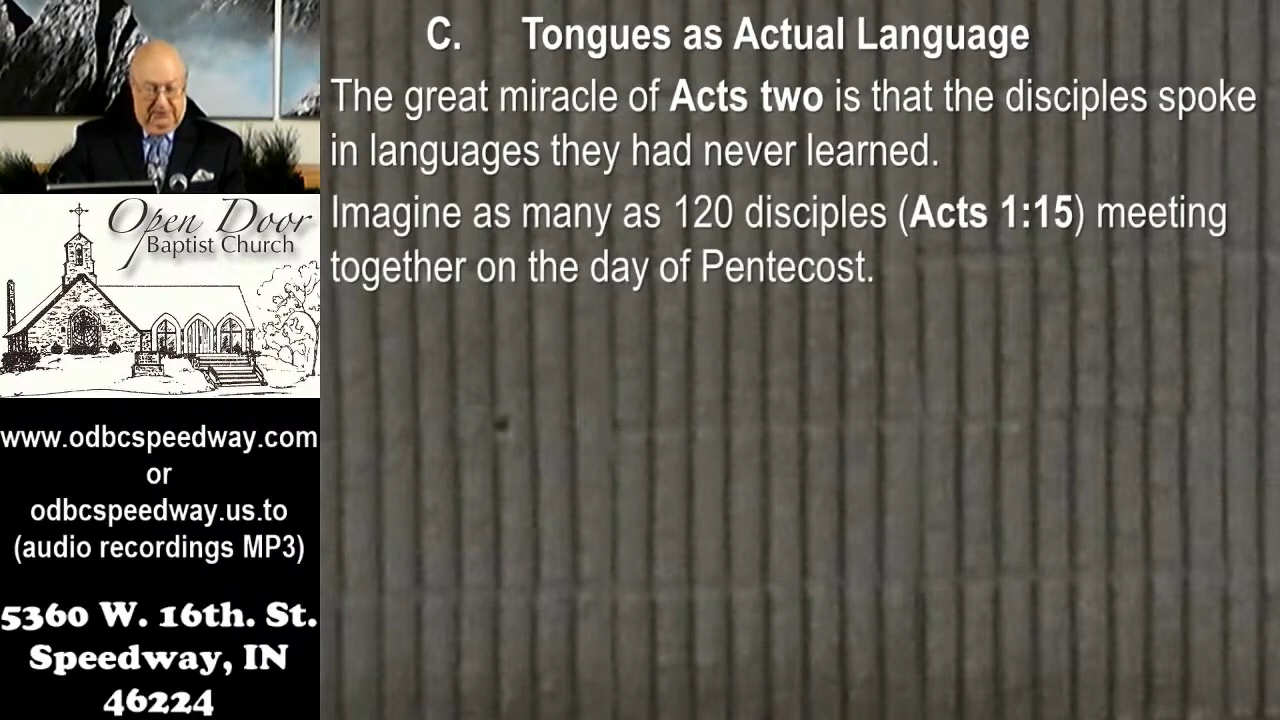 C. Tongues as Actual Language
The great miracle of Acts two is that the disciples spoke
in languages they had never learned.
Imagine as many as 120 disciples (Acts 1:15) meeting
together on the day of Pentecost.
Open Door
Baptist Church
www.odbcspeedway.com
or
odbcspeedway.us.to
(audio recordings MP3)
5360 W. 16th. St.
Speedway, IN
46224